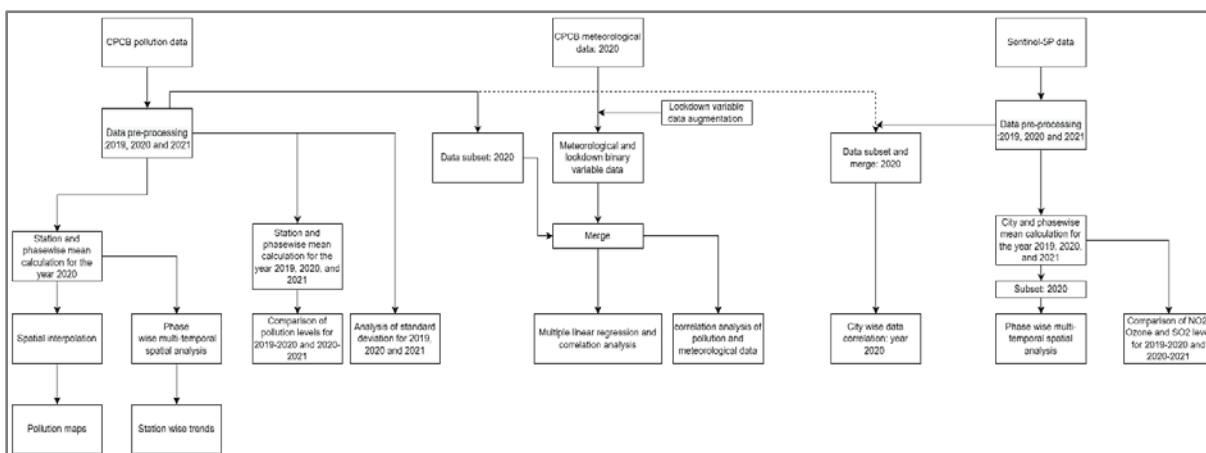 CPCB pollution data
CPCB meteorological
data: 2020
Sentinel-5P data
Lockdown variable
data augmentation
Data pre-processing
:2019, 2020 and 2021
Data subset: 2020
Meteorological and
lockdown binary
variable data
Data subset and
merge: 2020
Data pre-processing
:2019, 2020 and 2021
Station and
phasewise mean
calculation for the
year 2020
Station and
phasewise mean
calculation for the
year 2019, 2020, and
2021
Merge
City and phasewise
mean calculation for
the year 2019, 2020,
and 2021
Subset: 2020
Spatial interpolation
Phase
wise multi-temporal
spatial analysis
Comparison of
pollution levels for
2019-2020 and 2020-
2021
Analysis of standard
deviation for 2019,
2020 and 2021
Multiple linear regression and
correlation analysis
correlation analysis of
pollution and
meteorological data
City wise data
correlation: year
2020
Phase wise multi-
temporal spatial
analysis
Comparison of NO2,
Ozone and SO2 level
for 2019-2020 and
2020-2021
Pollution maps
Station wise trends